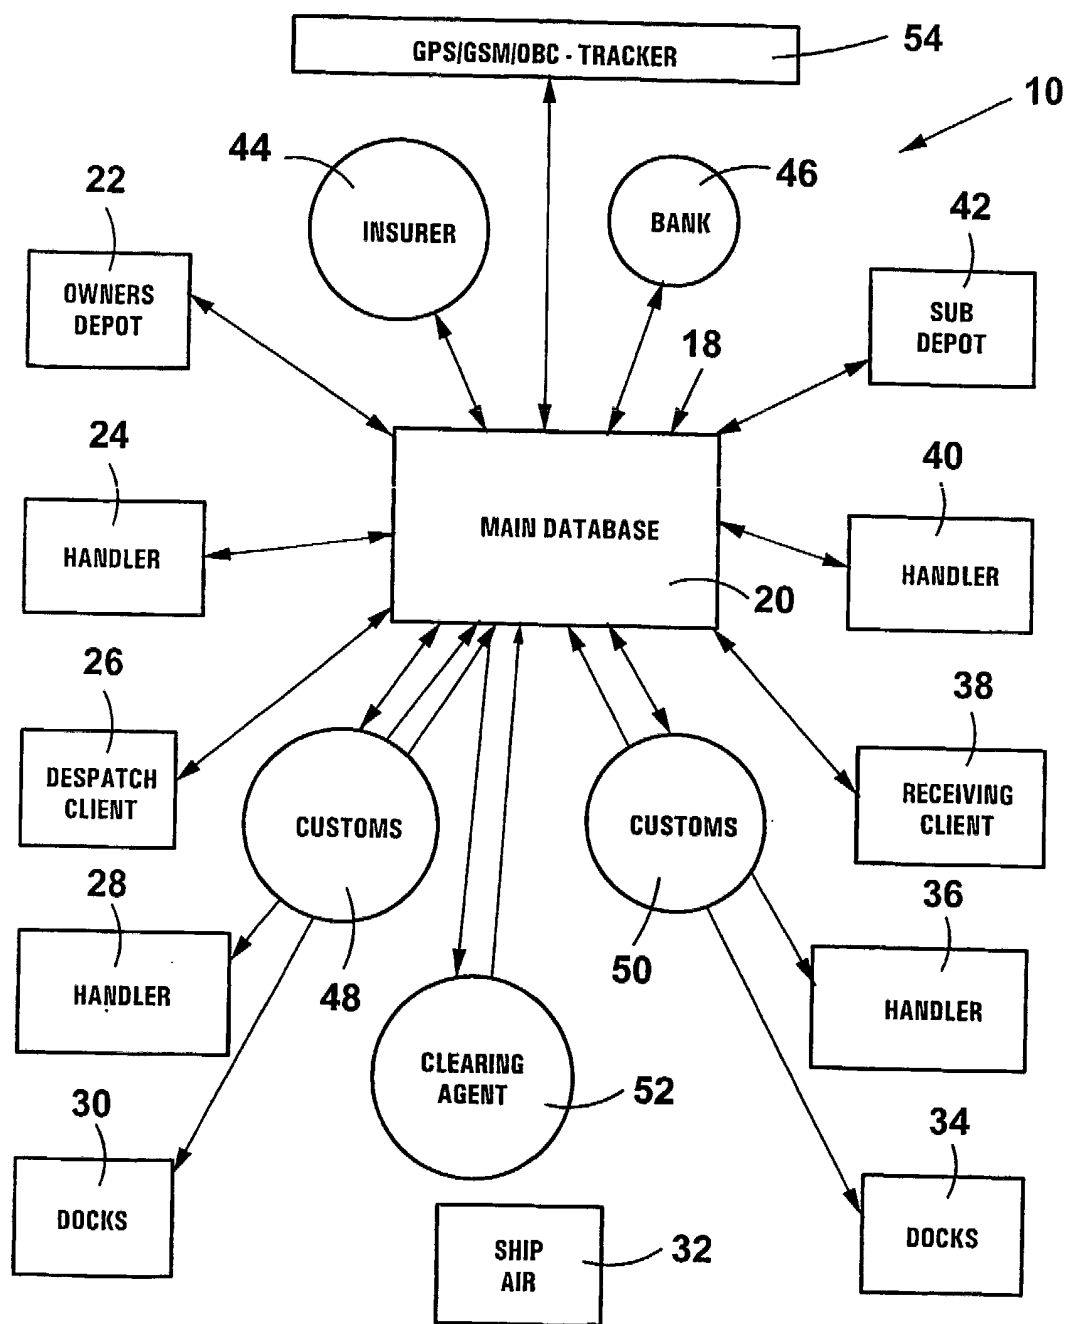 GPS/GSM/OBC - TRACKER
54
10
44
46
22
42
INSURER
BANK
OWNERS
DEPOT
SUB
DEPOT
18
24
40
MAIN DATABASE
HANDLER
HANDLER
20
26
38
DESPATCH
CLIENT
RECEIVING
CLIENT
CUSTOMS
CUSTOMS
28
36
50
48
HANDLER
HANDLER
CLEARING
AGENT
52
30
34
DOCKS
DOCKS
SHIP
AIR
32